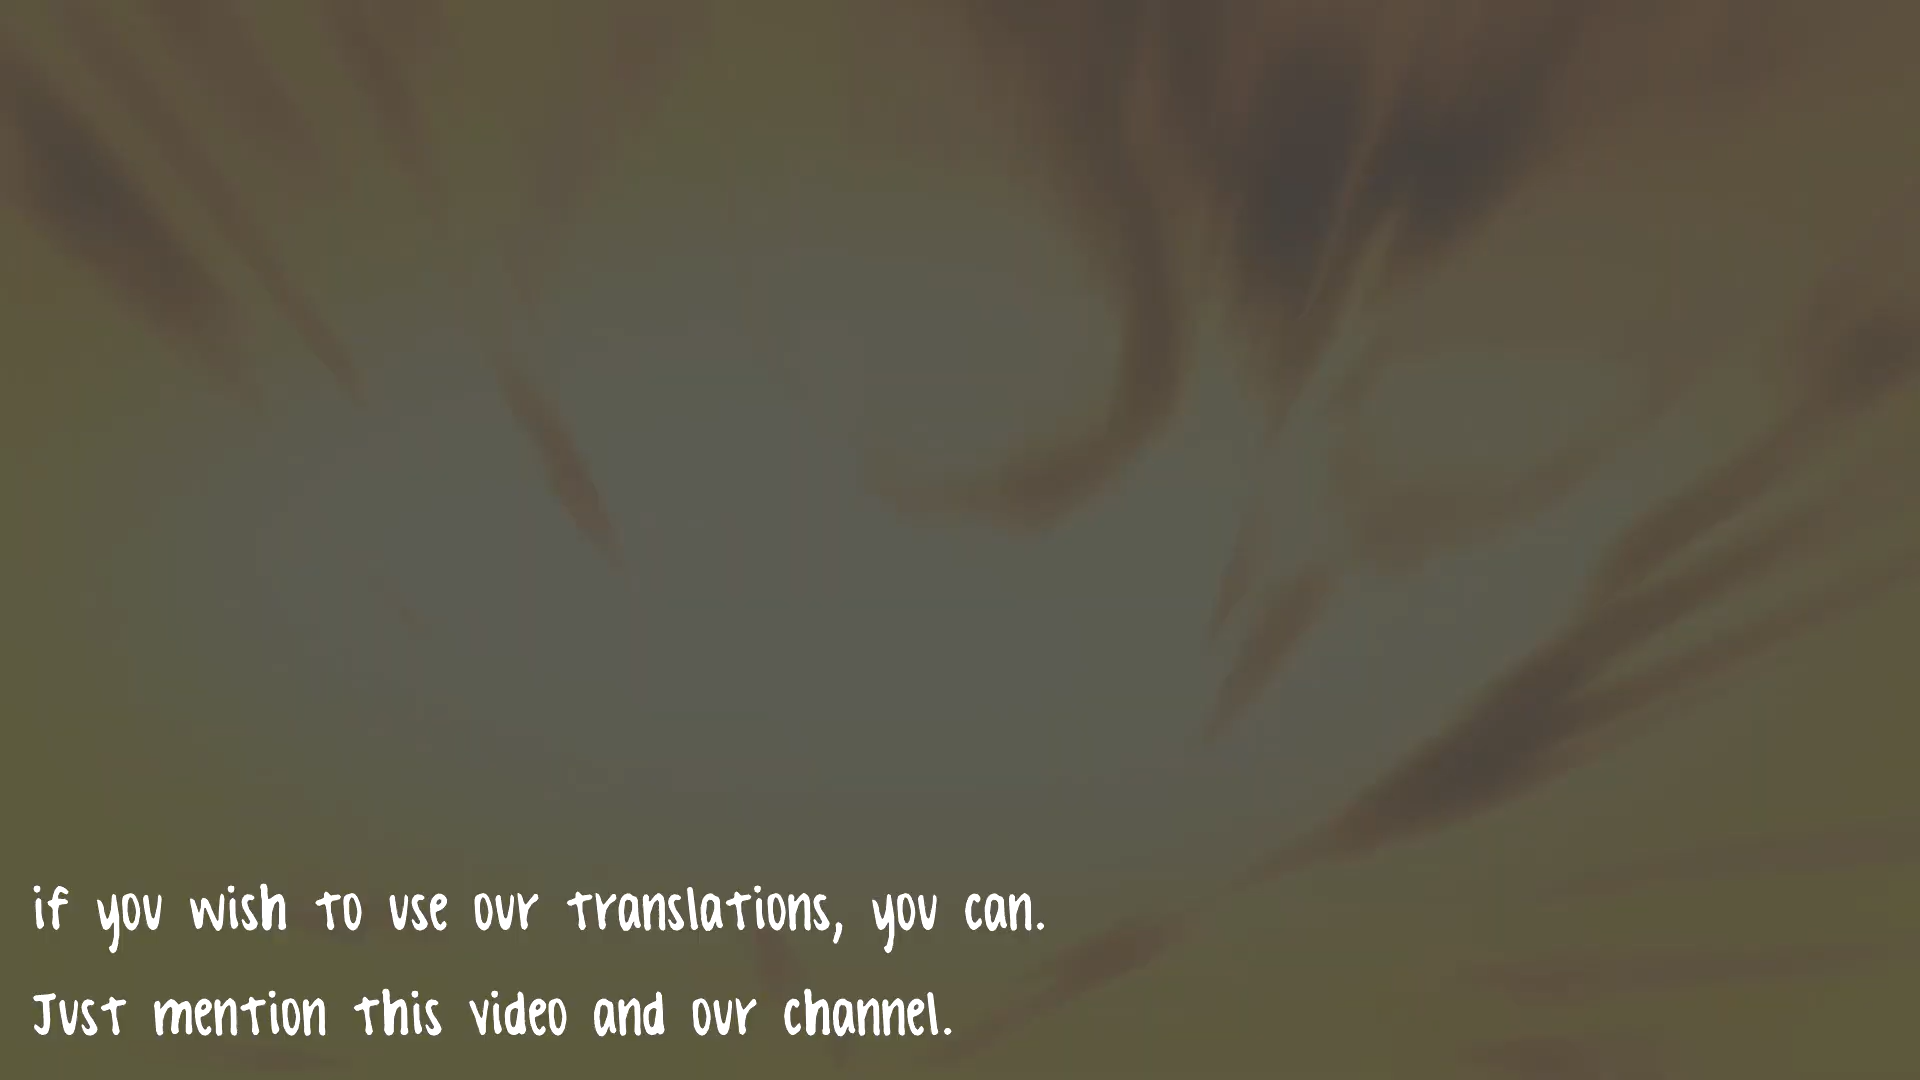 if you wish to use our translations, you can.
Just mention this video and our channel.